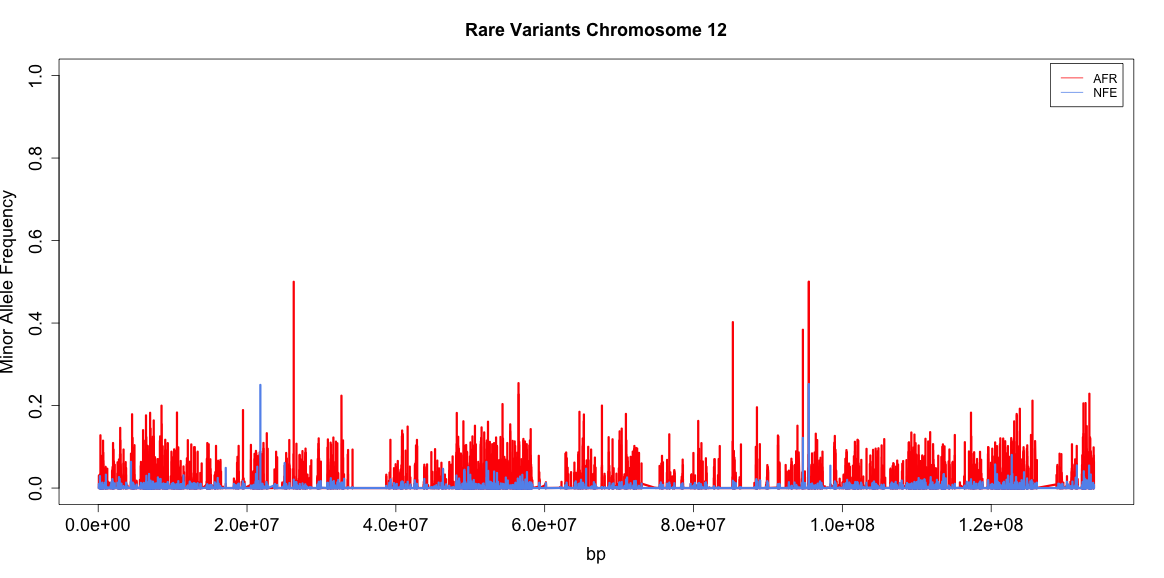 Rare Variants Chromosome 12
AFR
NFE
Minor Allele Frequency
1.0
0.8
0.6
0.4
0.2
0.0
0.0e+00 2.0e+07 4.0e+07 6.0e+07 8.0e+07 1.0e+08 1.2e+08
bp